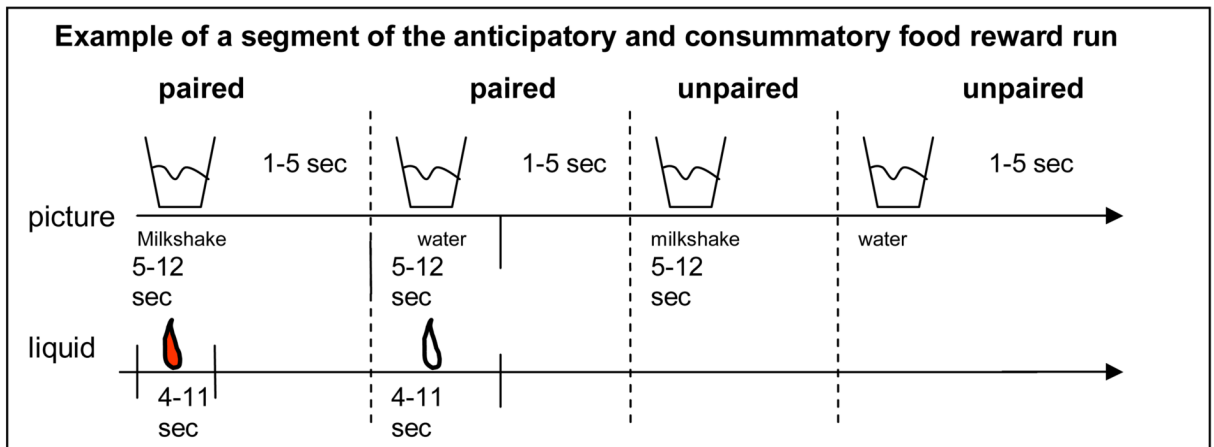 Example of a segment of the anticipatory and consummatory food reward run
paired paired unpaired unpaired
1-5 sec 1-5 sec 1-5 sec
picture
Milkshake water milkshake water
5-12 5-12 5-12
sec sec sec
liquid
4-11 4-11
sec sec